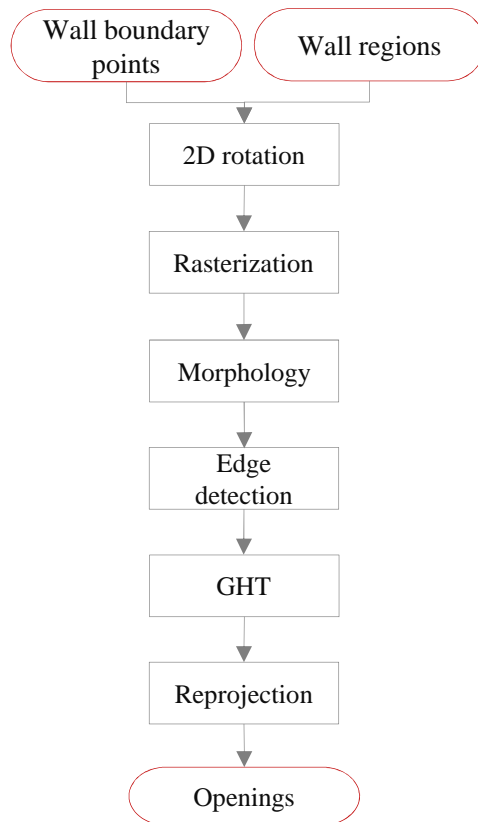 Wall boundary
points
Wall regions
2D rotation
Rasterization
Morphology
Edge
detection
GHT
Reprojection
Openings